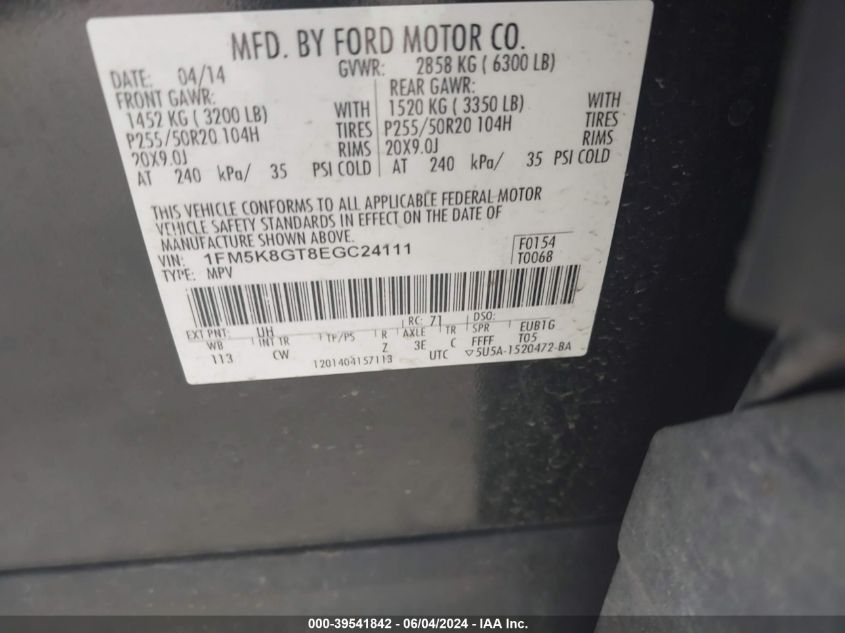 MFD. BY FORD MOTOR CO.
DATE: 04/14 GVWR: 2858 KG ( 6300 LB)
FRONT GAWR: REAR GAWR:
1452 KG ( 3200 LB) WITH 1520 KG ( 3350 LB) WITH
P255/50R20 104H TIRES P255/50R20 104H TIRES
20X9.0J RIMS 20X9.0J RIMS
AT 240 kPa/ 35 PSI COLD AT 240 kPa/ 35 PSI COLD
THIS VEHICLE CONFORMS TO ALL APPLICABLE FEDERAL MOTOR
VEHICLE SAFETY STANDARDS IN EFFECT ON THE DATE OF
MANUFACTURE SHOWN ABOVE.
VIN: 1FM5K8GT8EGC24111 F0154
TYPE: MPV T0068
EXT PNT: UH RC: 71 DSO:
WB INT TR TP/PS R AXLE TR SPR EUB1G
113 CW Z 3E C FFFF T05
1201404157113 UTC ▽5U5A-1520472-BA
000-39541842 - 06/04/2024 - US Auctions, Inc.